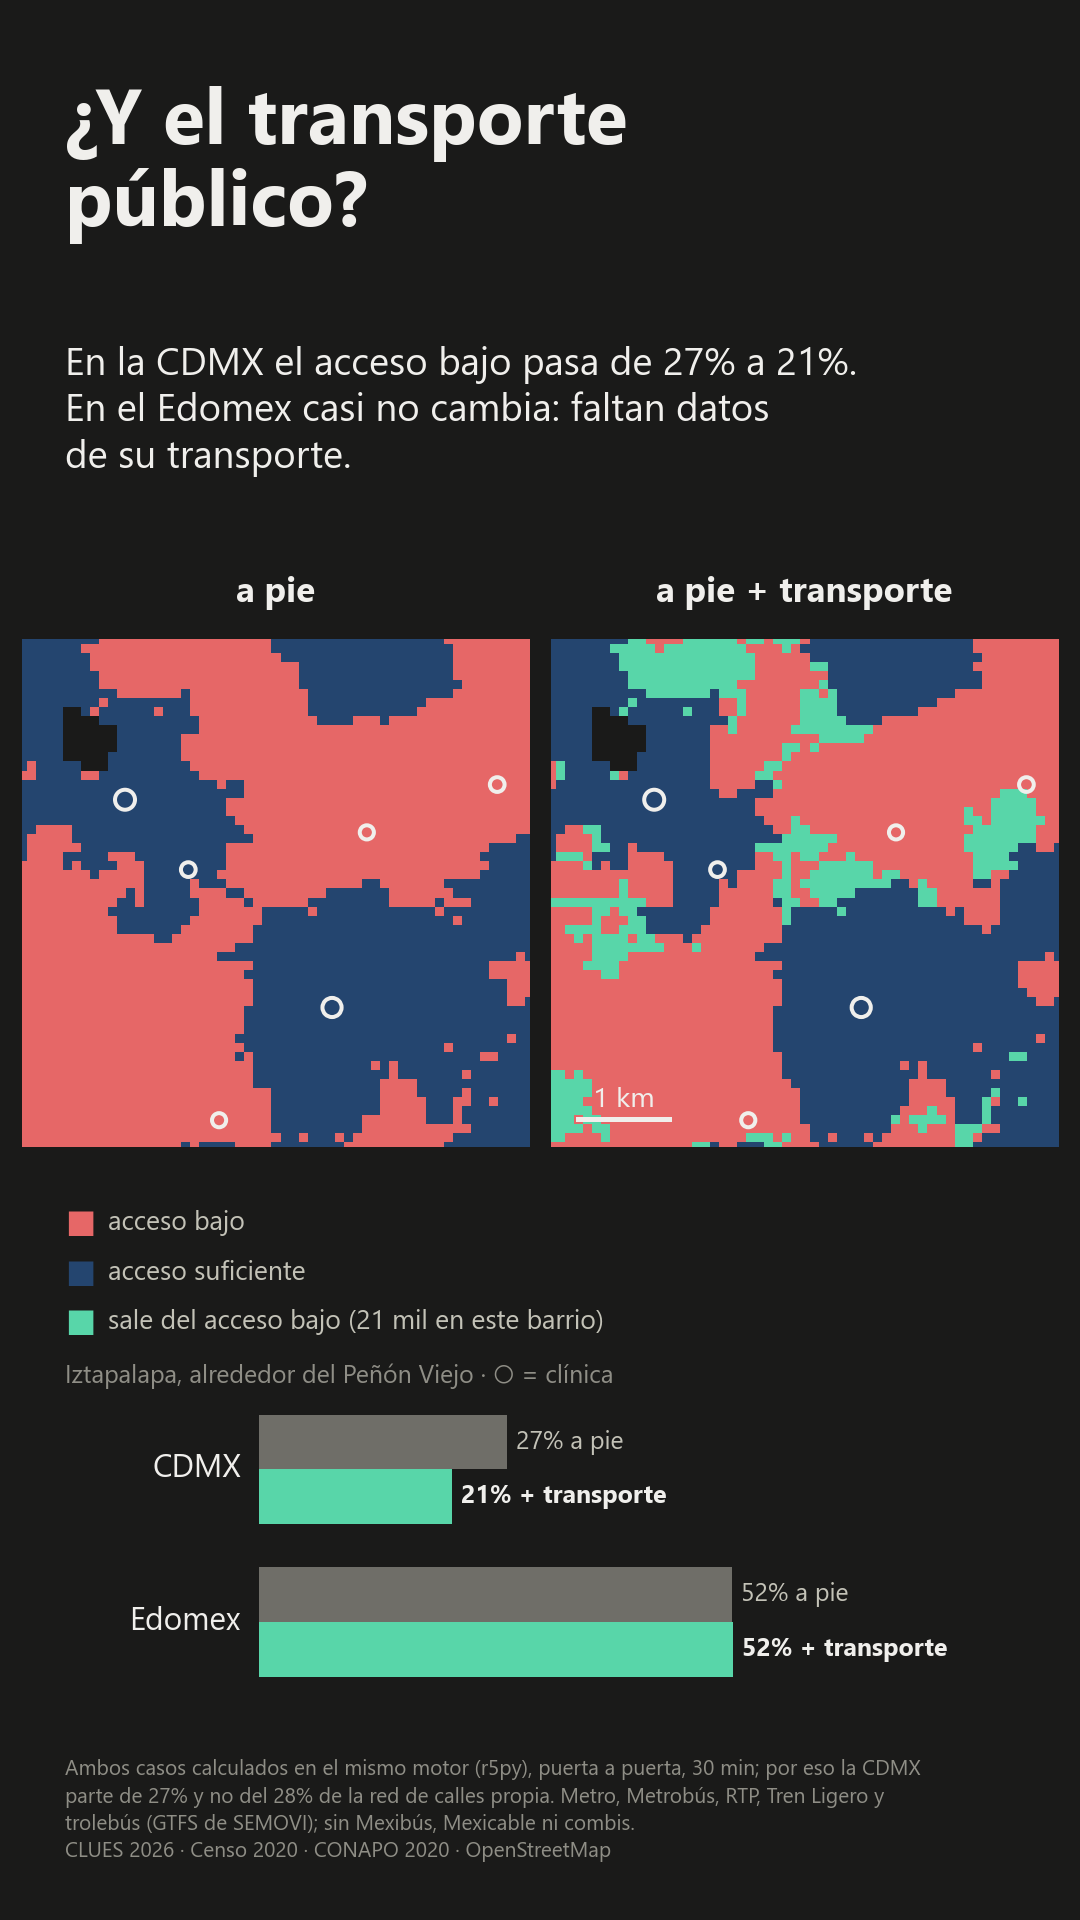 ¿Y el transporte
público?
En la CDMX el acceso bajo pasa de 27% a 21%.
En el Edomex casi no cambia: faltan datos
de su transporte.
a pie
a pie + transporte
1 km
acceso bajo
acceso suficiente
sale del acceso bajo (21 mil en este barrio)
Iztapalapa, alrededor del Peñón Viejo · O = clínica
CDMX
27% a pie
21% + transporte
Edomex
52% a pie
52% + transporte
Ambos casos calculados en el mismo motor (r5py), puerta a puerta, 30 min; por eso la CDMX
parte de 27% y no del 28% de la red de calles propia. Metro, Metrobús, RTP, Tren Ligero y
trolebús (GTFS de SEMOVI); sin Mexibús, Mexicable ni combis.
CLUES 2026 · Censo 2020 · CONAPO 2020 · OpenStreetMap